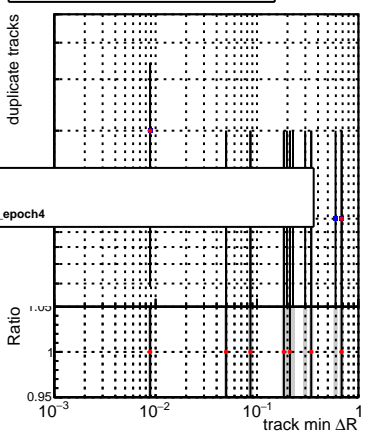 duplicate tracks
_epoch4
1.05
Ratio
1
0.95
10⁻³ 10⁻² 10⁻¹ 1
track min ΔR